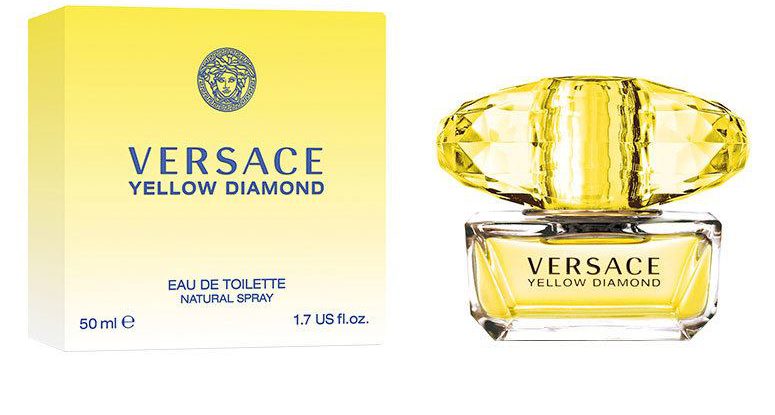 VERSACE
YELLOW DIAMOND
EAU DE TOILETTE
NATURAL SPRAY
50 ml ℮
1.7 US fl.oz.
VERSACE
YELLOW DIAMOND